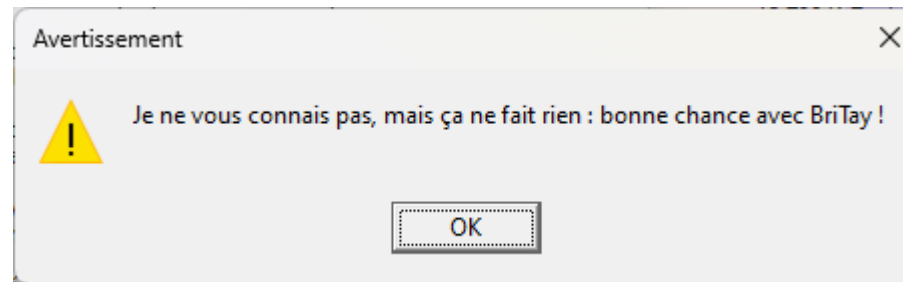 Avertissement
Je ne vous connais pas, mais ça ne fait rien : bonne chance avec BriTay !
OK